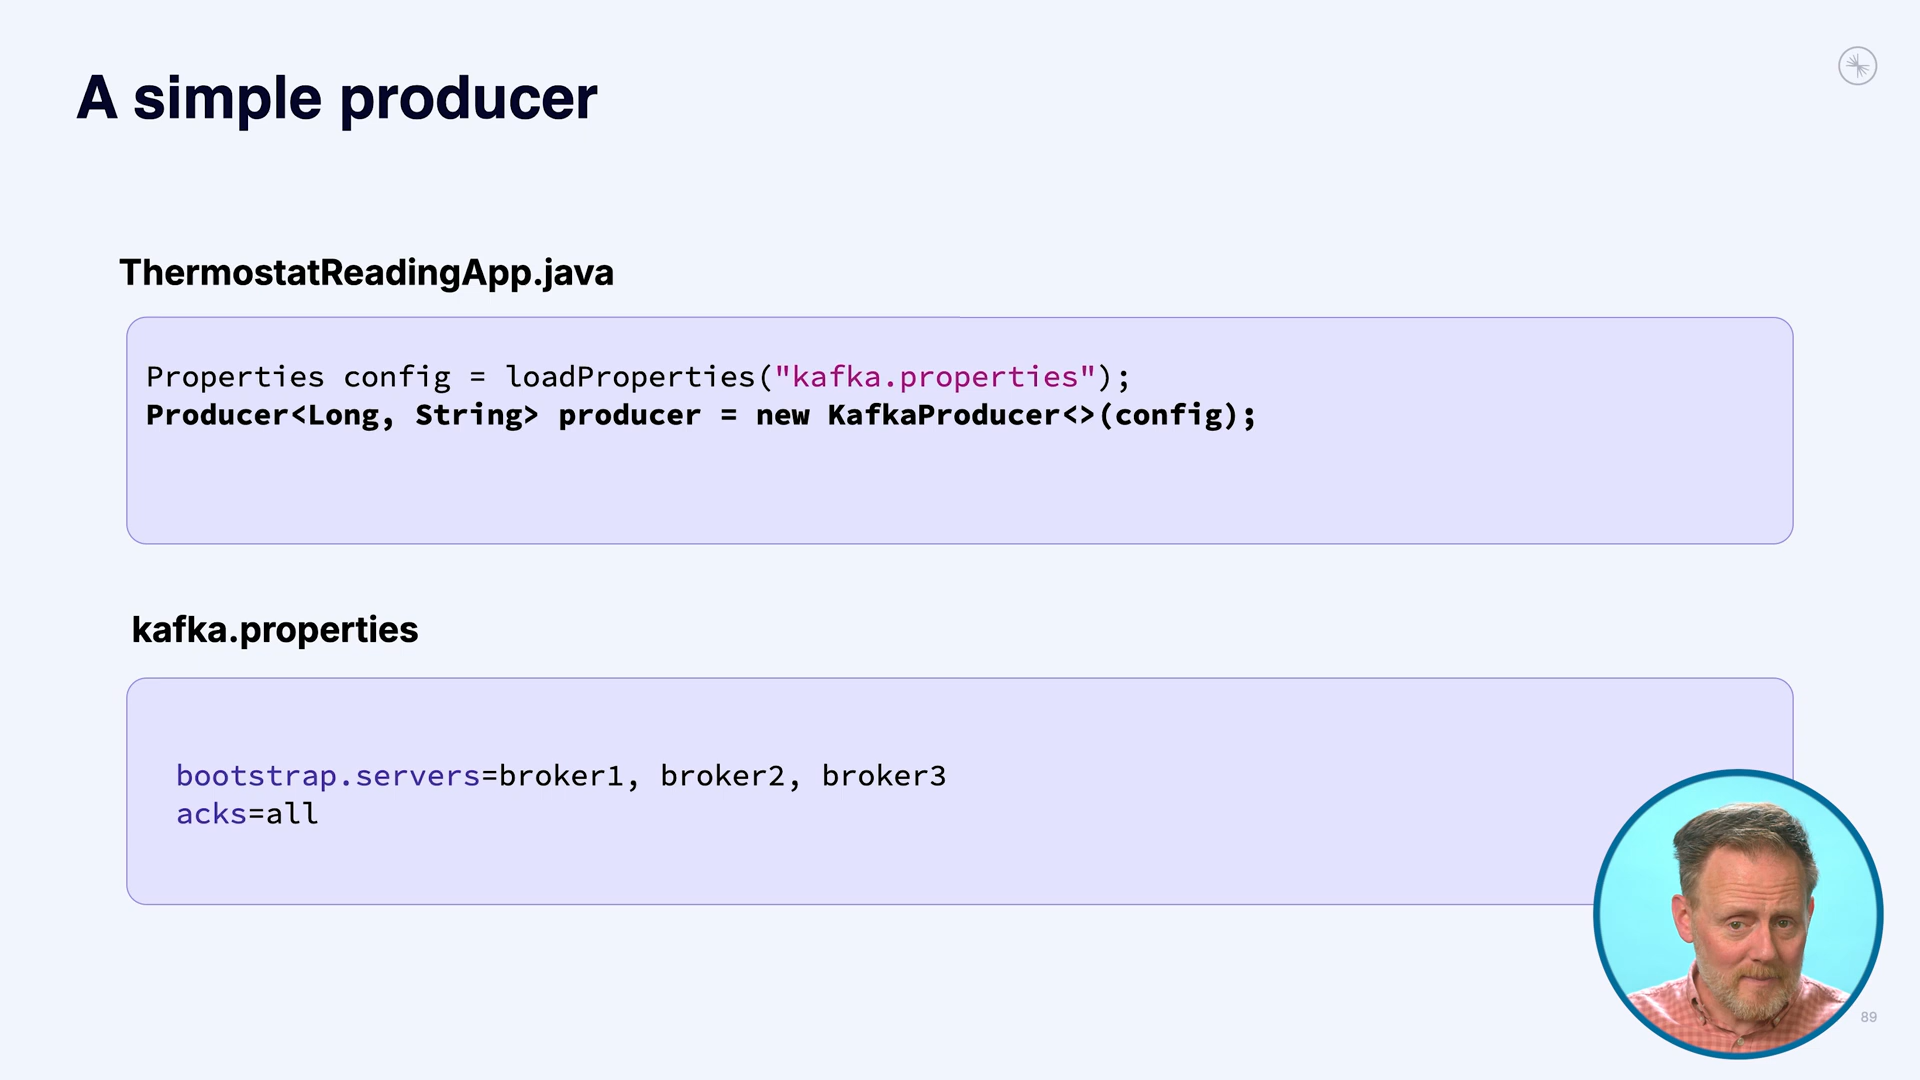 A simple producer
ThermostatReadingApp.java
Properties config = loadProperties("kafka.properties");
Producer<Long, String> producer = new KafkaProducer<>(config);
kafka.properties
bootstrap.servers=broker1, broker2, broker3
acks=all
89